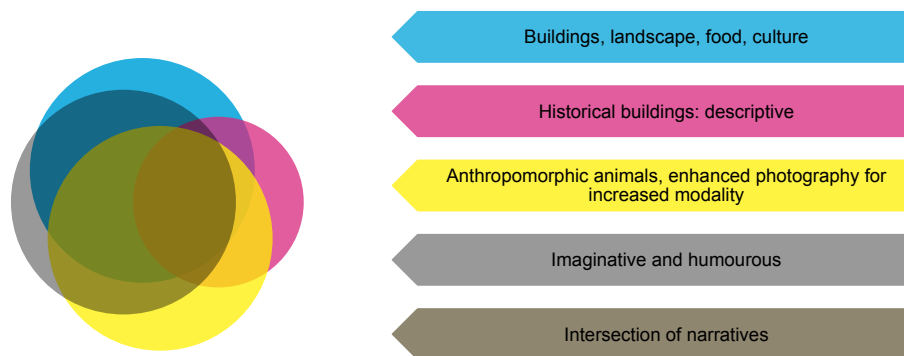 Buildings, landscape, food, culture
Historical buildings: descriptive
Anthropomorphic animals, enhanced photography for
increased modality
Imaginative and humourous
Intersection of narratives